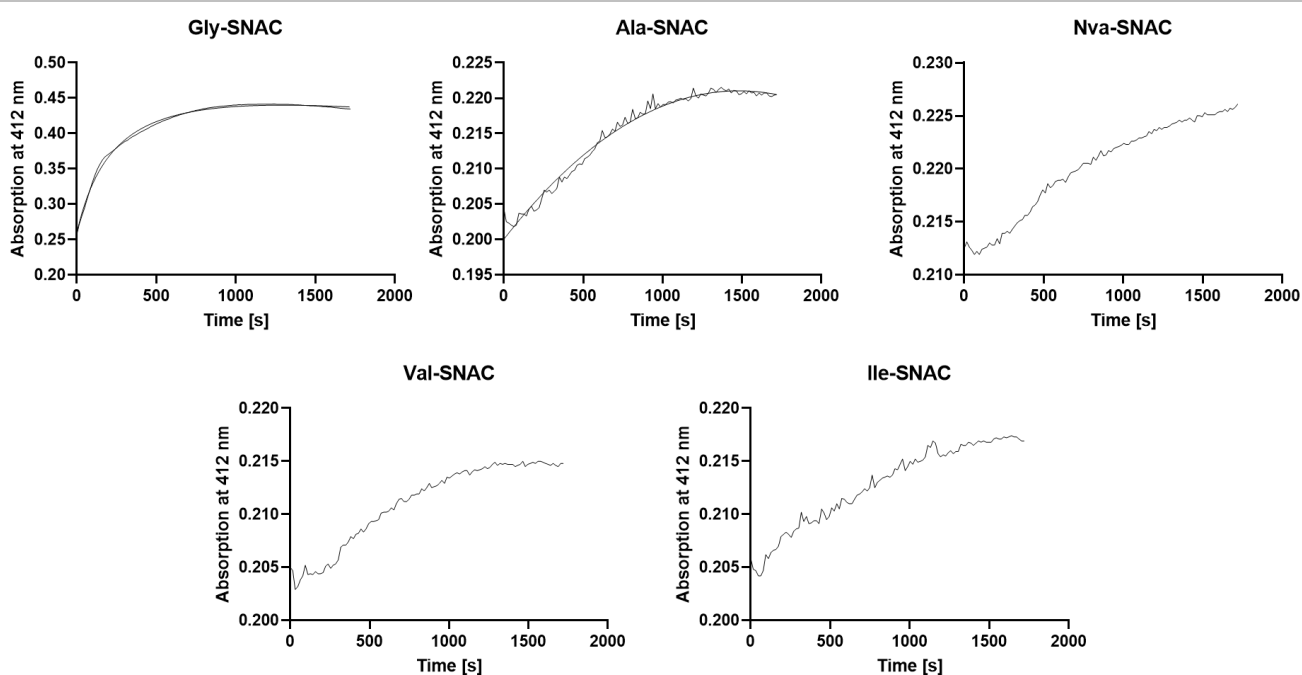 Gly-SNAC
Absorption at 412 nm
0.50
0.45
0.40
0.35
0.30
0.25
0.20
0 500 1000 1500 2000
Time [s]
Ala-SNAC
Absorption at 412 nm
0.225
0.220
0.215
0.210
0.205
0.200
0.195
0 500 1000 1500 2000
Time [s]
Nva-SNAC
Absorption at 412 nm
0.230
0.225
0.220
0.215
0.210
0 500 1000 1500 2000
Time [s]
Val-SNAC
Absorption at 412 nm
0.220
0.215
0.210
0.205
0.200
0 500 1000 1500 2000
Time [s]
Ile-SNAC
Absorption at 412 nm
0.220
0.215
0.210
0.205
0.200
0 500 1000 1500 2000
Time [s]